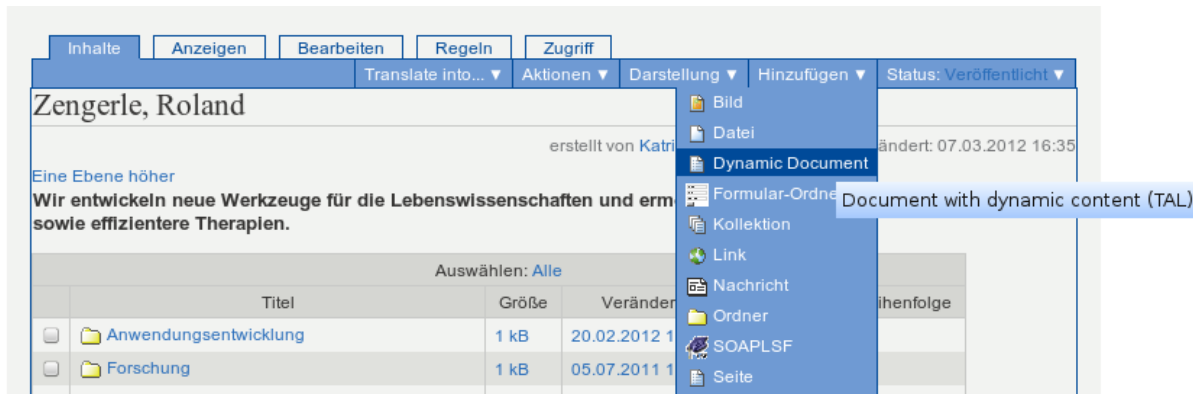 Inhalte Anzeigen Bearbeiten Regeln Zugriff
Translate into... ▼ Aktionen ▼ Darstellung ▼ Hinzufügen ▼ Status: Veröffentlicht ▼
Zengerle, Roland
Bild
Datei
erstellt von Katri ändert: 07.03.2012 16:35
Dynamic Document
Eine Ebene höher
Formular-Ordne
Document with dynamic content (TAL)
Wir entwickeln neue Werkzeuge für die Lebenswissenschaften und erm
sowie effizientere Therapien.
Kollektion
Link
Auswählen: Alle
Nachricht
Titel Größe Veränder ihenfolge
Ordner
Anwendungsentwicklung 1 kB 20.02.2012 1
SOAPLSF
Forschung 1 kB 05.07.2011 1
Seite